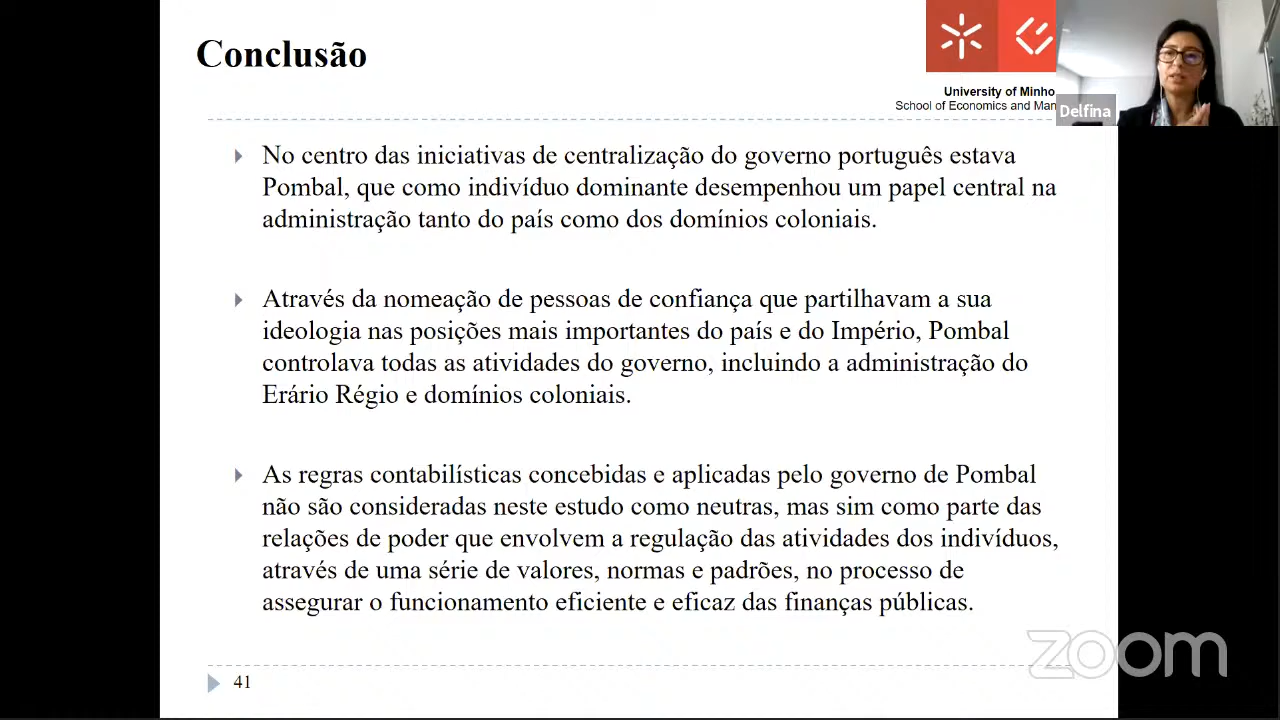 Conclusão
University of Minho
School of Economics and Man
Delfina
No centro das iniciativas de centralização do governo português estava
Pombal, que como indivíduo dominante desempenhou um papel central na
administração tanto do país como dos domínios coloniais.
Através da nomeação de pessoas de confiança que partilhavam a sua
ideologia nas posições mais importantes do país e do Império, Pombal
controlava todas as atividades do governo, incluindo a administração do
Erário Régio e domínios coloniais.
As regras contabilísticas concebidas e aplicadas pelo governo de Pombal
não são consideradas neste estudo como neutras, mas sim como parte das
relações de poder que envolvem a regulação das atividades dos indivíduos,
através de uma série de valores, normas e padrões, no processo de
assegurar o funcionamento eficiente e eficaz das finanças públicas.
zoom
41